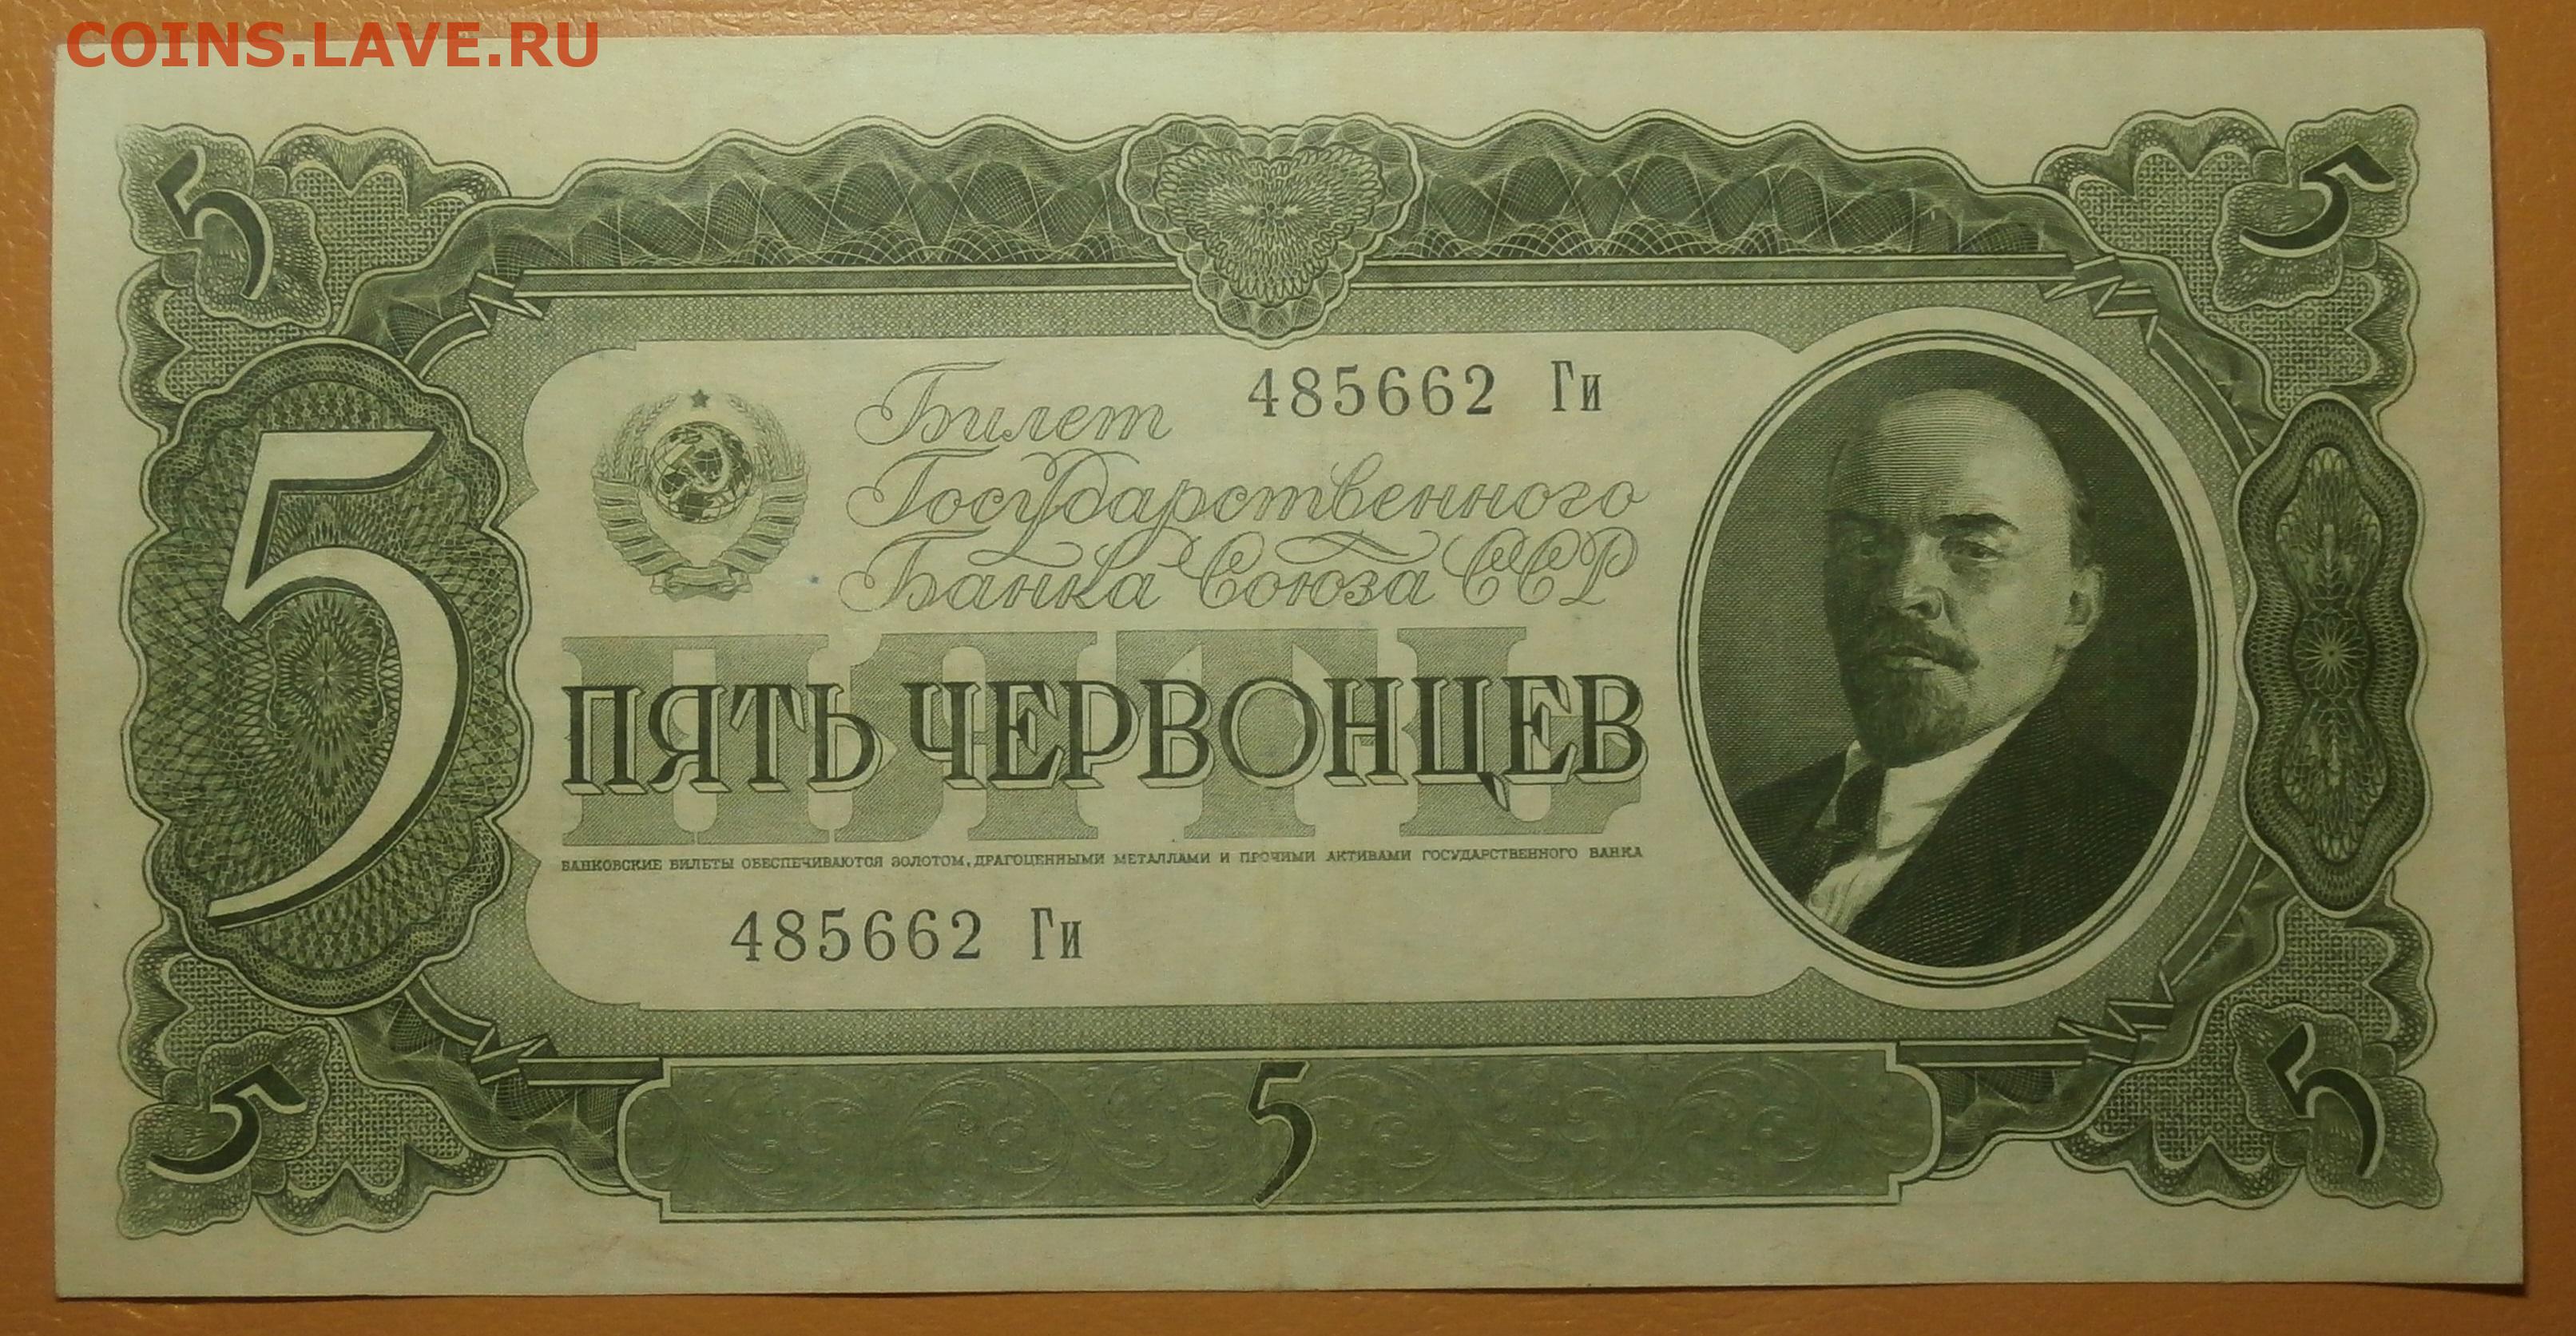 COINS.LAVE.RU
5 5
Билет 485662 Ги
Государственного
Банка Союза ССР
5
ПЯТЬ
ПЯТЬ ЧЕРВОНЦЕВ
БАНКОВСКИЕ БИЛЕТЫ ОБЕСПЕЧИВАЮТСЯ ЗОЛОТОМ, ДРАГОЦЕННЫМИ МЕТАЛЛАМИ И ПРОЧИМИ АКТИВАМИ ГОСУДАРСТВЕННОГО БАНКА
485662 Ги
5 5 5